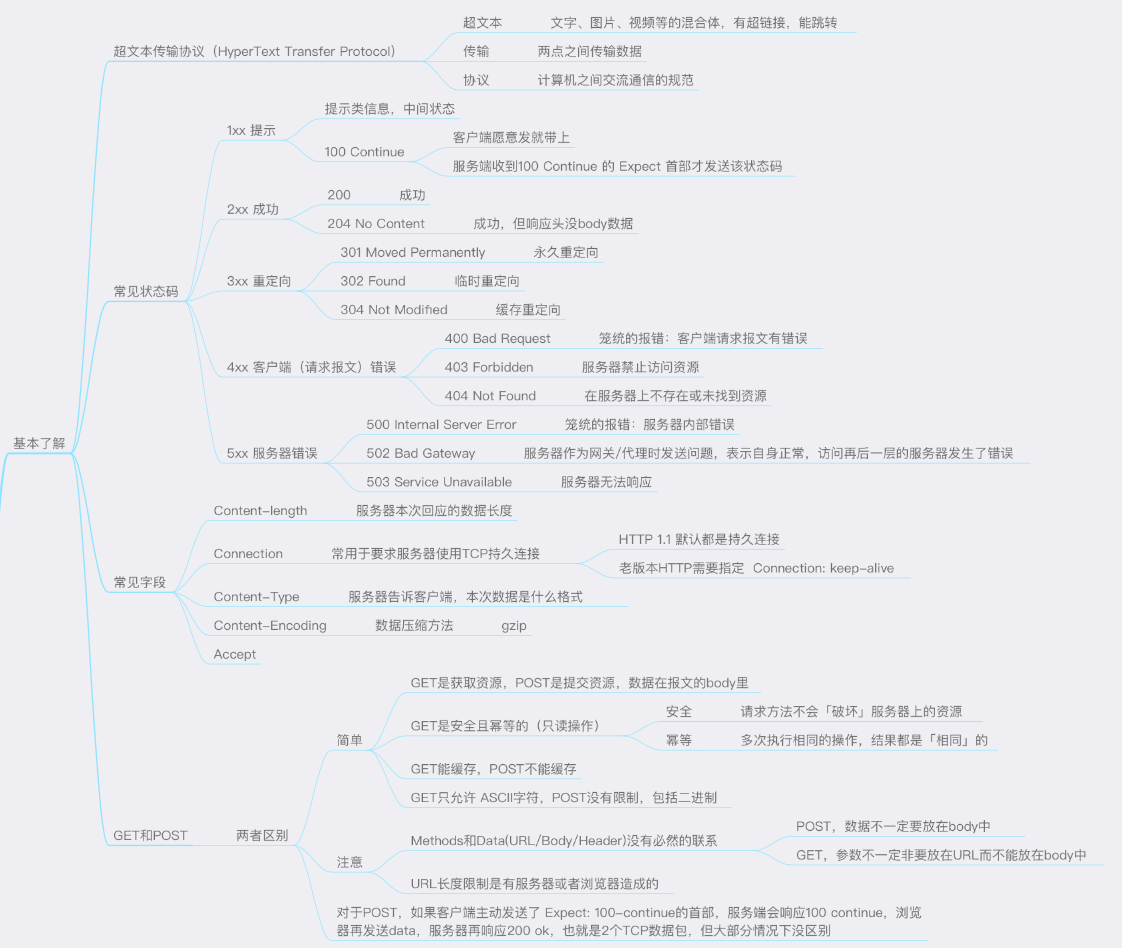 超文本传输协议（HyperText Transfer Protocol）
超文本 文字、图片、视频等的混合体，有超链接，能跳转
传输 两点之间传输数据
协议 计算机之间交流通信的规范
提示类信息，中间状态
1xx 提示
100 Continue
客户端愿意发就带上
服务端收到100 Continue 的 Expect 首部才发送该状态码
2xx 成功
200 成功
204 No Content 成功，但响应头没body数据
301 Moved Permanently 永久重定向
3xx 重定向
302 Found 临时重定向
304 Not Modified 缓存重定向
常见状态码
400 Bad Request 笼统的报错：客户端请求报文有错误
4xx 客户端（请求报文）错误
403 Forbidden 服务器禁止访问资源
404 Not Found 在服务器上不存在或未找到资源
500 Internal Server Error 笼统的报错：服务器内部错误
5xx 服务器错误
502 Bad Gateway 服务器作为网关/代理时发送问题，表示自身正常，访问再后一层的服务器发生了错误
503 Service Unavailable 服务器无法响应
基本了解
Content-length 服务器本次回应的数据长度
Connection 常用于要求服务器使用TCP持久连接
HTTP 1.1 默认都是持久连接
老版本HTTP需要指定 Connection: keep-alive
常见字段
Content-Type 服务器告诉客户端，本次数据是什么格式
Content-Encoding 数据压缩方法 gzip
Accept
GET是获取资源，POST是提交资源，数据在报文的body里
简单
GET是安全且幂等的（只读操作）
安全 请求方法不会「破坏」服务器上的资源
幂等 多次执行相同的操作，结果都是「相同」的
GET能缓存，POST不能缓存
GET只允许 ASCII字符，POST没有限制，包括二进制
GET和POST 两者区别
注意
Methods和Data(URL/Body/Header)没有必然的联系
POST，数据不一定要放在body中
GET，参数不一定非要放在URL而不能放在body中
URL长度限制是有服务器或者浏览器造成的
对于POST，如果客户端主动发送了 Expect: 100-continue的首部，服务端会响应100 continue，浏览
器再发送data，服务器再响应200 ok，也就是2个TCP数据包，但大部分情况下没区别